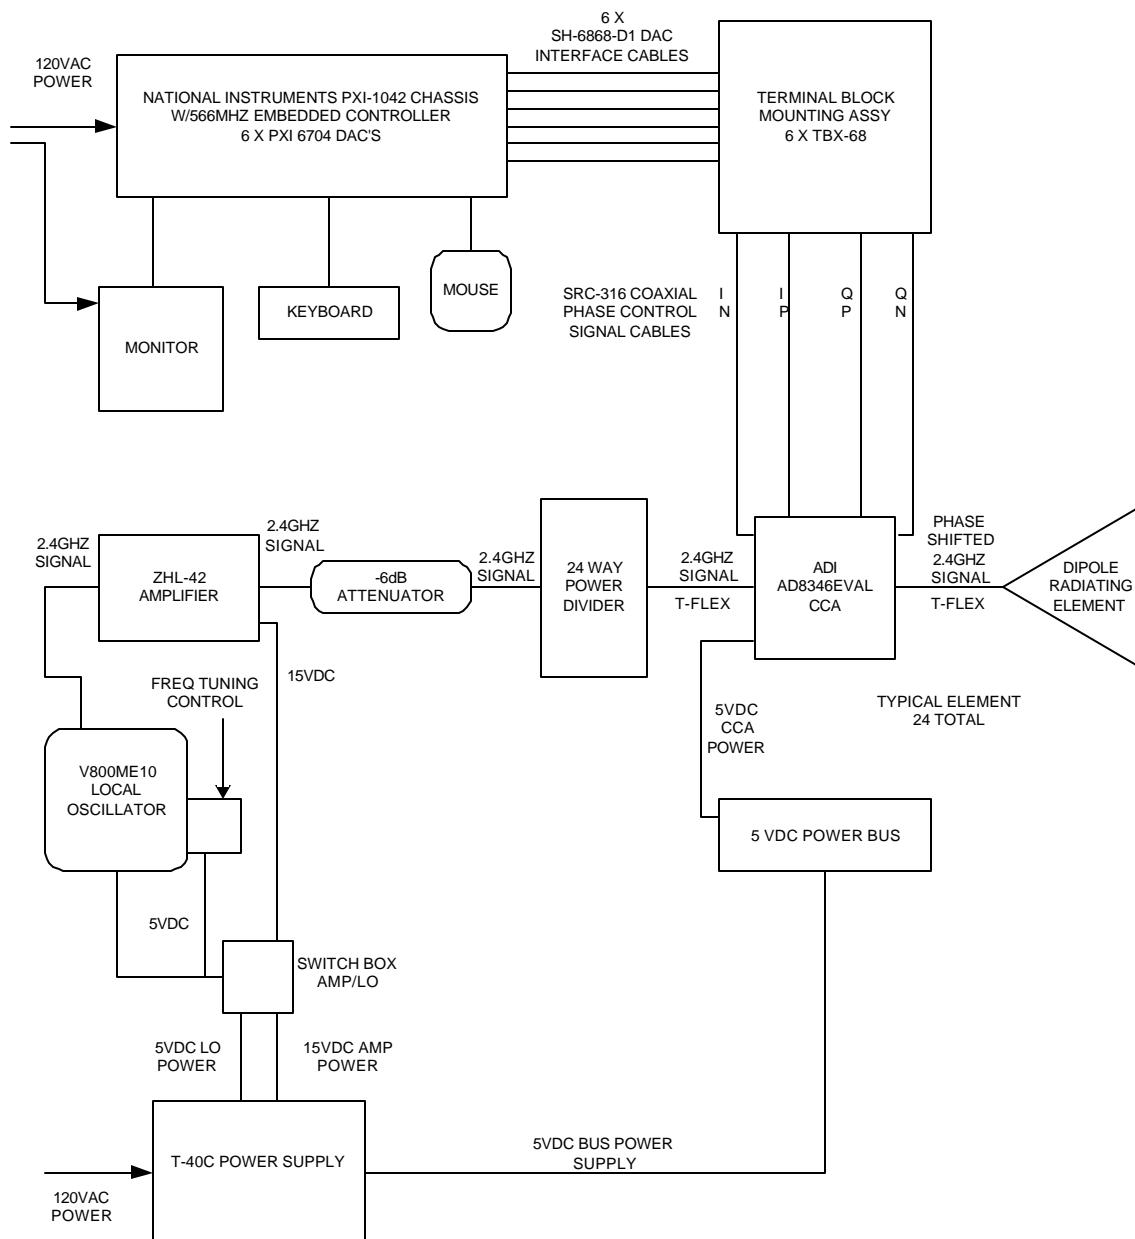 6 X
SH-6868-D1 DAC
INTERFACE CABLES
120VAC
POWER
NATIONAL INSTRUMENTS PXI-1042 CHASSIS
W/566MHZ EMBEDDED CONTROLLER
6 X PXI 6704 DAC'S
TERMINAL BLOCK
MOUNTING ASSY
6 X TBX-68
MONITOR
KEYBOARD
MOUSE
SRC-316 COAXIAL
PHASE CONTROL
SIGNAL CABLES
I
N
I
P
Q
P
Q
N
2.4GHZ
SIGNAL
ZHL-42
AMPLIFIER
2.4GHZ
SIGNAL
-6dB
ATTENUATOR
2.4GHZ
SIGNAL
24 WAY
POWER
DIVIDER
2.4GHZ
SIGNAL
T-FLEX
ADI
AD8346EVAL
CCA
PHASE
SHIFTED
2.4GHZ
SIGNAL
T-FLEX
DIPOLE
RADIATING
ELEMENT
15VDC
FREQ TUNING
CONTROL
5VDC
CCA
POWER
TYPICAL ELEMENT
24 TOTAL
V800ME10
LOCAL
OSCILLATOR
5 VDC POWER BUS
5VDC
SWITCH BOX
AMP/LO
5VDC LO
POWER
15VDC AMP
POWER
T-40C POWER SUPPLY
5VDC BUS POWER
SUPPLY
120VAC
POWER